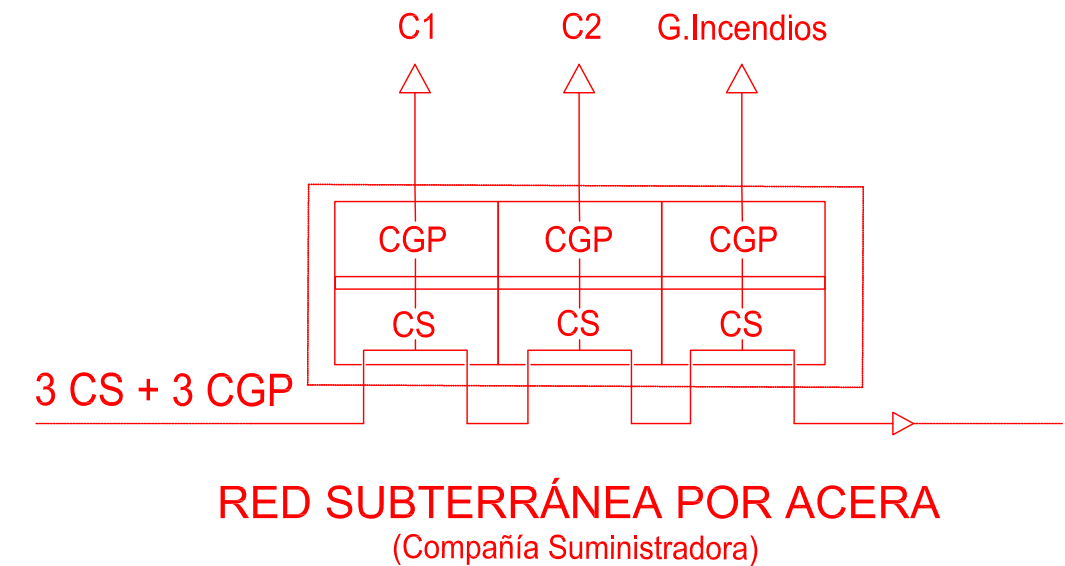 C1 C2 G.Incendios
CGP CGP CGP
CS CS CS
3 CS + 3 CGP
RED SUBTERRÁNEA POR ACERA
(Compañía Suministradora)